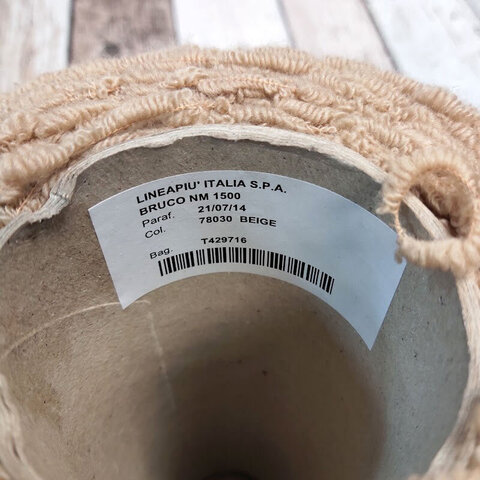 LINEAPIU' ITALIA S.P.A.
BRUCO NM 1500
Paraf. 21/07/14
Col. 78030 BEIGE
Bag. T429716